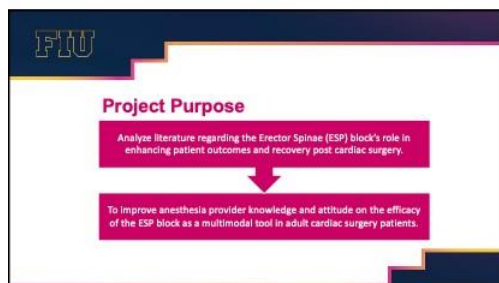 FIU
Project Purpose
Analyze literature regarding the Erector Spinae (ESP) block's role in
enhancing patient outcomes and recovery post cardiac surgery.
To improve anesthesia provider knowledge and attitude on the efficacy
of the ESP block as a multimodal tool in adult cardiac surgery patients.